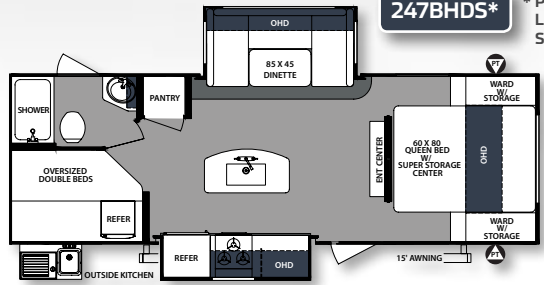 247BHDS*
* P
L
S
OHD
85 X 45
DINETTE
PT
WARD
W/
STORAGE
PANTRY
SHOWER
60 X 80
QUEEN BED
W/
SUPER STORAGE
CENTER
OHD
ENT CENTER
OVERSIZED
DOUBLE BEDS
REFER
WARD
W/
STORAGE
REFER
OHD
15' AWNING
PT
OUTSIDE KITCHEN